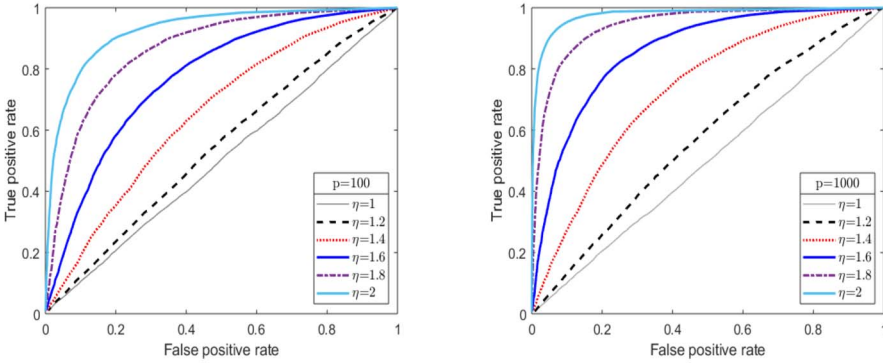 1
0.8
0.6
0.4
0.2
0
True positive rate
0
0.2
0.4
0.6
0.8
1
False positive rate
p=100
η=1
η=1.2
η=1.4
η=1.6
η=1.8
η=2
1
0.8
0.6
0.4
0.2
0
True positive rate
0
0.2
0.4
0.6
0.8
1
False positive rate
p=1000
η=1
η=1.2
η=1.4
η=1.6
η=1.8
η=2